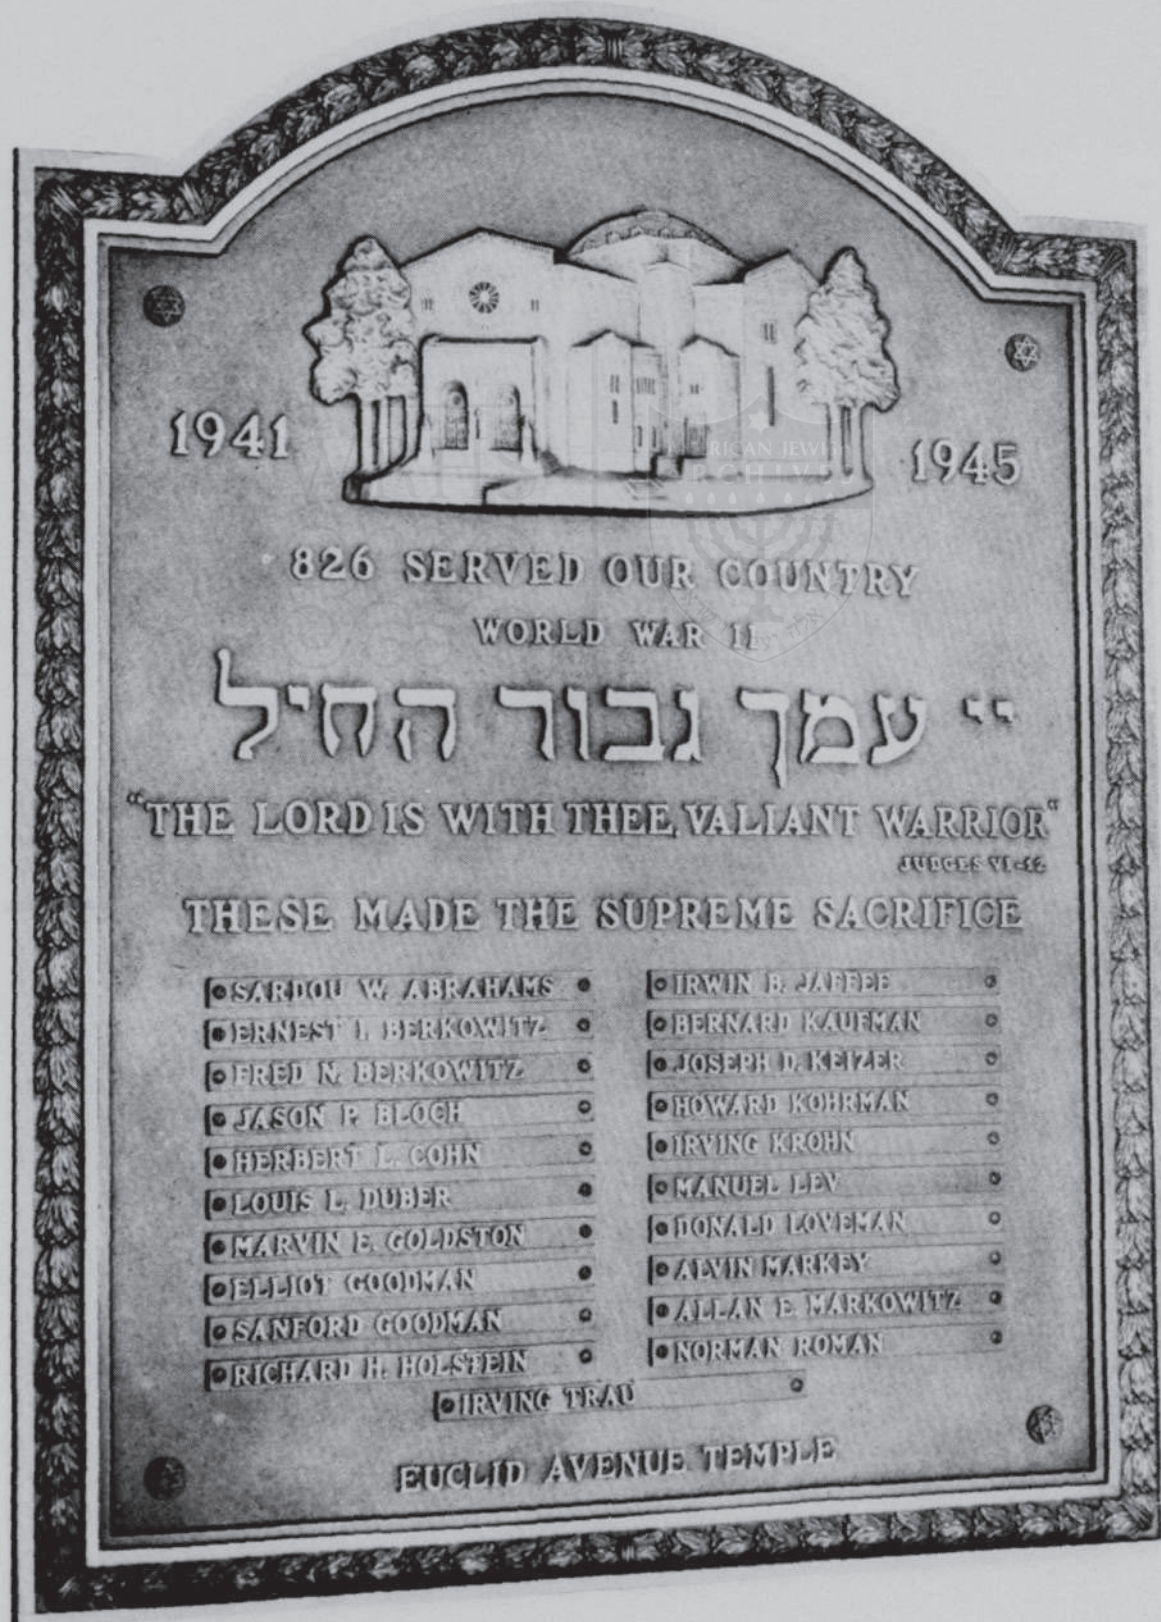 1941
1945
826 SERVED OUR COUNTRY
WORLD WAR II
יי עמך גבור החיל
"THE LORD IS WITH THEE, VALIANT WARRIOR"
JUDGES VI-12
THESE MADE THE SUPREME SACRIFICE
SARDOU W. ABRAHAMS
ERNEST I. BERKOWITZ
FRED N. BERKOWITZ
JASON P. BLOCH
HERBERT L. COHN
LOUIS L. DUBER
MARVIN E. GOLDSTON
ELLIOT GOODMAN
SANFORD GOODMAN
RICHARD H. HOLSTEIN
IRWIN B. JAFFEE
BERNARD KAUFMAN
JOSEPH D. KEIZER
HOWARD KOHRMAN
IRVING KROHN
MANUEL LEV
DONALD LOVEMAN
ALVIN MARKEY
ALLAN E. MARKOWITZ
NORMAN ROMAN
IRVING TRAU
EUCLID AVENUE TEMPLE